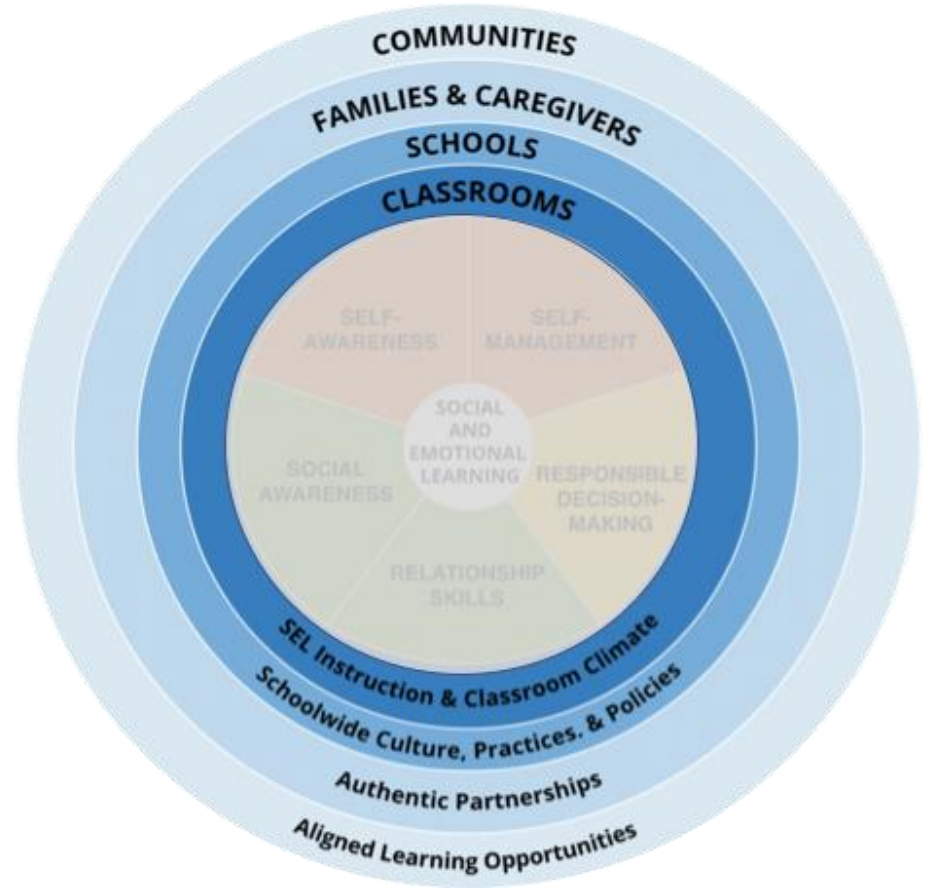 COMMUNITIES
FAMILIES & CAREGIVERS
SCHOOLS
CLASSROOMS
SELF-
AWARENESS
SELF-
MANAGEMENT
SOCIAL
AND
EMOTIONAL
LEARNING
SOCIAL
AWARENESS
RESPONSIBLE
DECISION-
MAKING
RELATIONSHIP
SKILLS
SEL Instruction & Classroom Climate
Schoolwide Culture, Practices. & Policies
Authentic Partnerships
Aligned Learning Opportunities